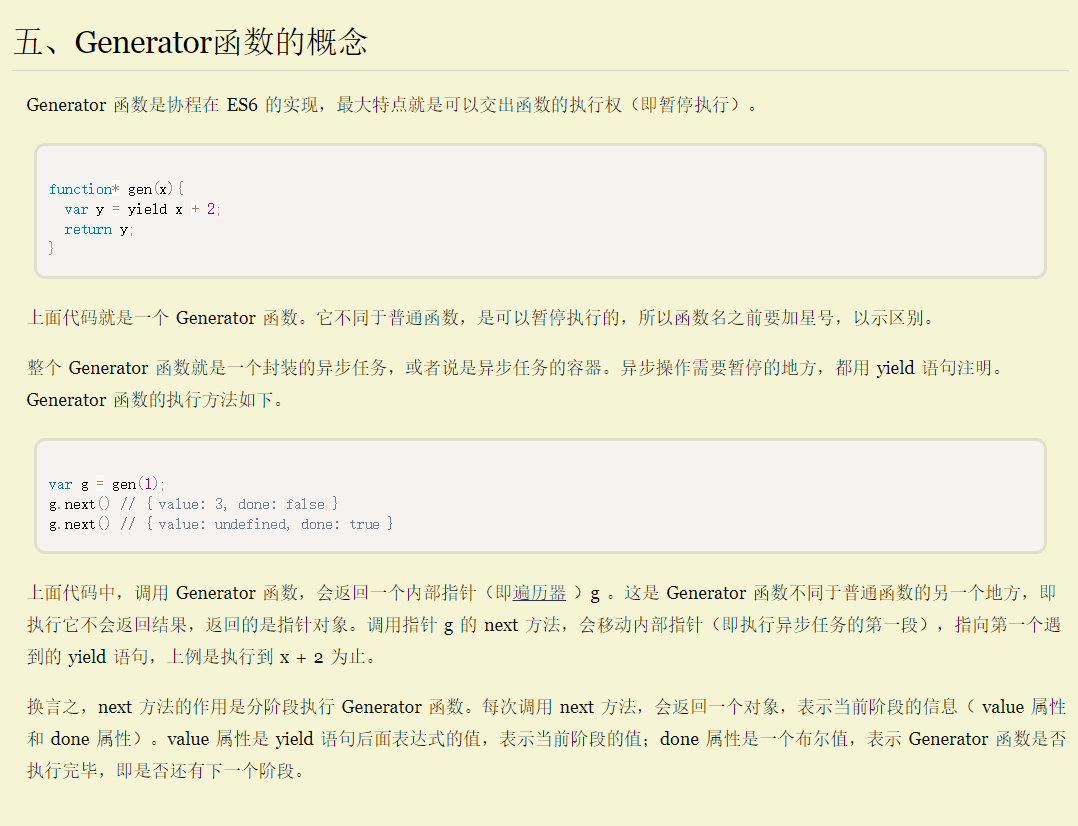 五、Generator函数的概念
Generator 函数是协程在 ES6 的实现，最大特点就是可以交出函数的执行权（即暂停执行）。
function* gen(x){
  var y = yield x + 2;
  return y;
}
上面代码就是一个 Generator 函数。它不同于普通函数，是可以暂停执行的，所以函数名之前要加星号，以示区别。
整个 Generator 函数就是一个封装的异步任务，或者说是异步任务的容器。异步操作需要暂停的地方，都用 yield 语句注明。
Generator 函数的执行方法如下。
var g = gen(1);
g.next() // { value: 3, done: false }
g.next() // { value: undefined, done: true }
上面代码中，调用 Generator 函数，会返回一个内部指针（即遍历器 ）g 。这是 Generator 函数不同于普通函数的另一个地方，即
执行它不会返回结果，返回的是指针对象。调用指针 g 的 next 方法，会移动内部指针（即执行异步任务的第一段），指向第一个遇
到的 yield 语句，上例是执行到 x + 2 为止。
换言之，next 方法的作用是分阶段执行 Generator 函数。每次调用 next 方法，会返回一个对象，表示当前阶段的信息（ value 属性
和 done 属性）。value 属性是 yield 语句后面表达式的值，表示当前阶段的值；done 属性是一个布尔值，表示 Generator 函数是否
执行完毕，即是否还有下一个阶段。